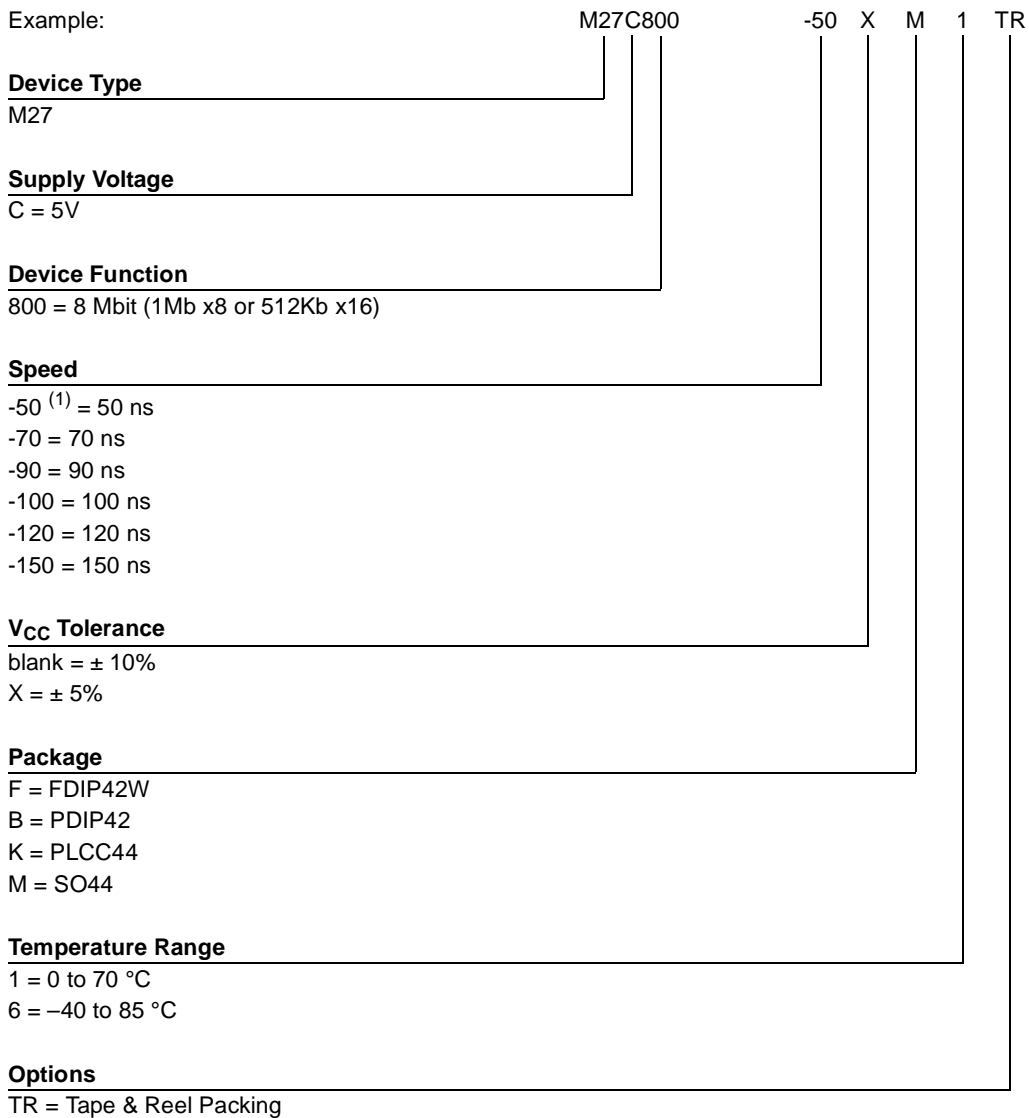 Example: M27C800 -50 X M 1 TR
Device Type
M27
Supply Voltage
C = 5V
Device Function
800 = 8 Mbit (1Mb x8 or 512Kb x16)
Speed
-50 (1) = 50 ns
-70 = 70 ns
-90 = 90 ns
-100 = 100 ns
-120 = 120 ns
-150 = 150 ns
VCC Tolerance
blank = ± 10%
X = ± 5%
Package
F = FDIP42W
B = PDIP42
K = PLCC44
M = SO44
Temperature Range
1 = 0 to 70 °C
6 = –40 to 85 °C
Options
TR = Tape & Reel Packing